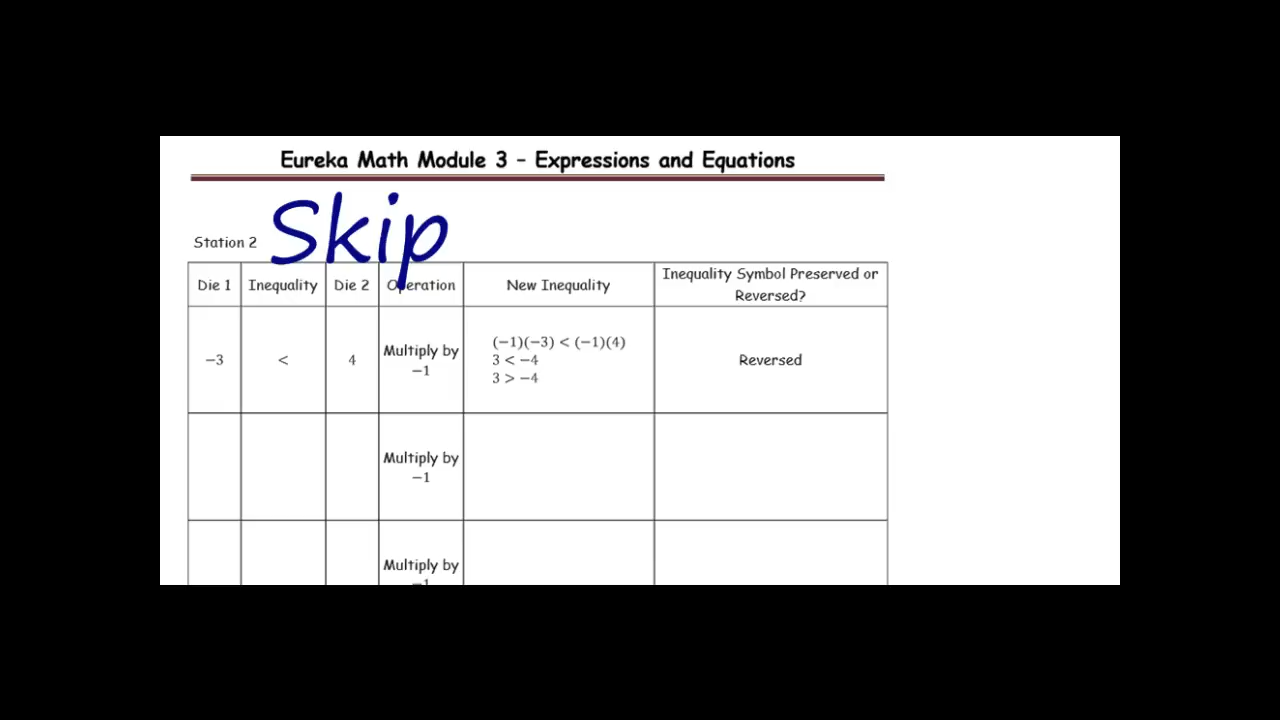 Eureka Math Module 3 – Expressions and Equations
Skip
Station 2
Die 1 Inequality Die 2 Operation New Inequality Inequality Symbol Preserved or
Reversed?
−3 < 4 Multiply by
−1
(−1)(−3) < (−1)(4)
3 < −4
3 > −4
Reversed
Multiply by
−1
Multiply by
−1